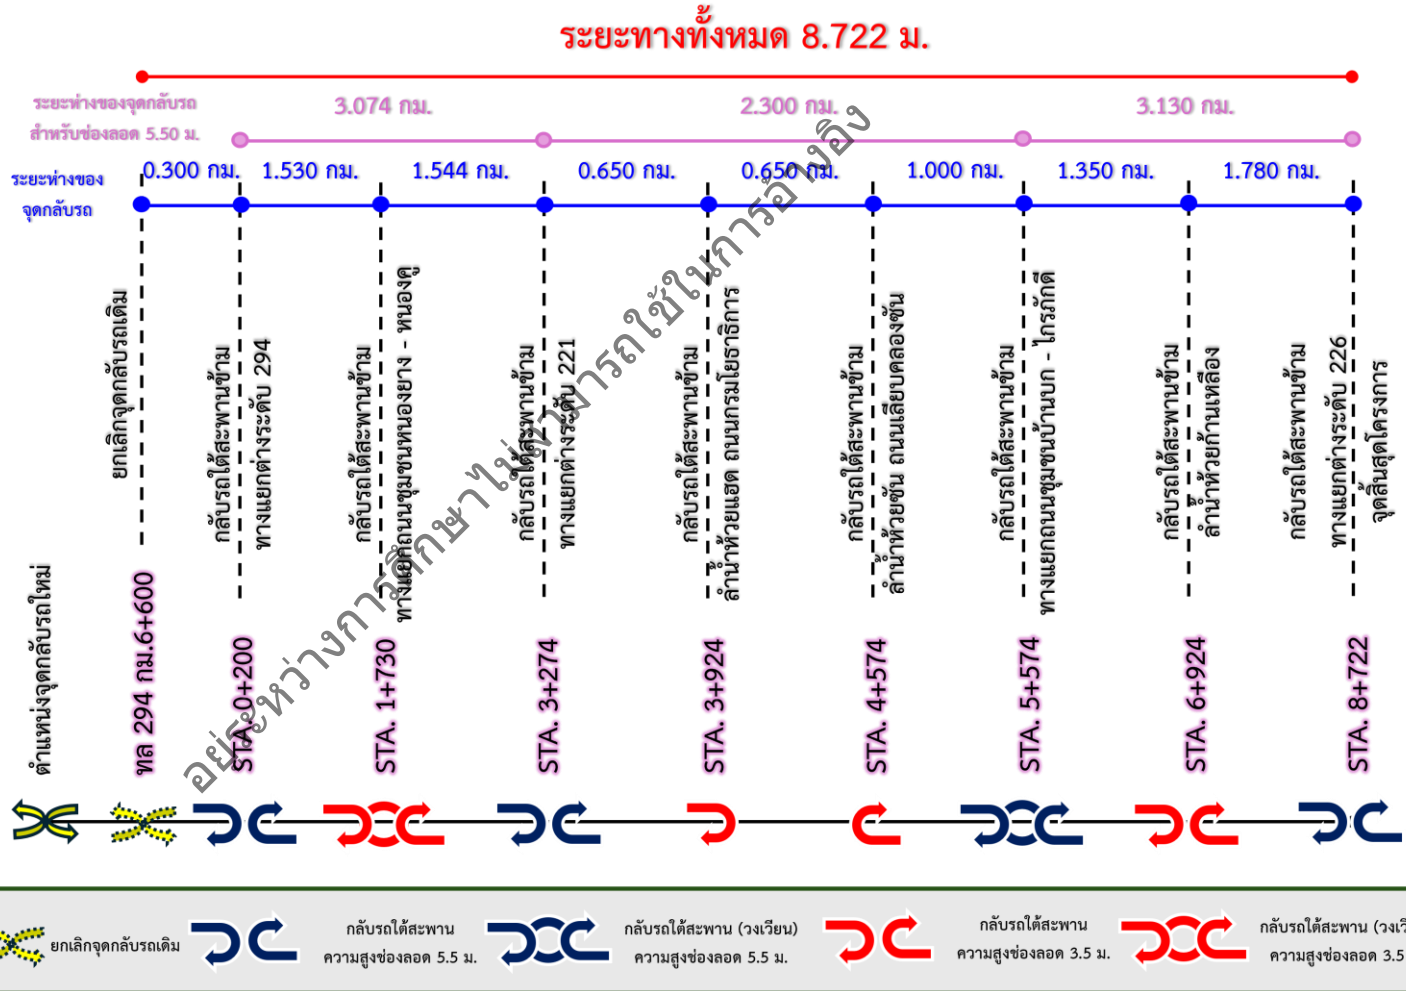 ระยะทางทั้งหมด 8.722 ม.
ระยะห่างของจุดกลับรถ
สำหรับช่องลอด 5.50 ม.
3.074 กม.
2.300 กม.
3.130 กม.
ระยะห่างของ
จุดกลับรถ
0.300 กม.
1.530 กม.
1.544 กม.
0.650 กม.
0.650 กม.
1.000 กม.
1.350 กม.
1.780 กม.
ยกเลิกจุดกลับรถเดิม
กลับรถใต้สะพานข้าม
ทางแยกต่างระดับ 294
กลับรถใต้สะพานข้าม
ทางแยกถนนชุมชนหนองยาง - หนองคู
กลับรถใต้สะพานข้าม
ทางแยกต่างระดับ 221
กลับรถใต้สะพานข้าม
ลำน้ำห้วยแฮด ถนนกรมโยธาธิการ
กลับรถใต้สะพานข้าม
ลำน้ำห้วยซัน ถนนเลียบคลองซัน
กลับรถใต้สะพานข้าม
ทางแยกถนนชุมชนบ้านบก - ไกรภักดี
กลับรถใต้สะพานข้าม
ลำน้ำห้วยก้านเหลือง
กลับรถใต้สะพานข้าม
ทางแยกต่างระดับ 226
จุดสิ้นสุดโครงการ
ตำแหน่งจุดกลับรถใหม่
ทล 294 กม.6+600
STA. 0+200
STA. 1+730
STA. 3+274
STA. 3+924
STA. 4+574
STA. 5+574
STA. 6+924
STA. 8+722
อยู่ระหว่างการศึกษาไม่สามารถใช้ในการอ้างอิง
ยกเลิกจุดกลับรถเดิม
กลับรถใต้สะพาน
ความสูงช่องลอด 5.5 ม.
กลับรถใต้สะพาน (วงเวียน)
ความสูงช่องลอด 5.5 ม.
กลับรถใต้สะพาน
ความสูงช่องลอด 3.5 ม.
กลับรถใต้สะพาน (วงเวี
ความสูงช่องลอด 3.5